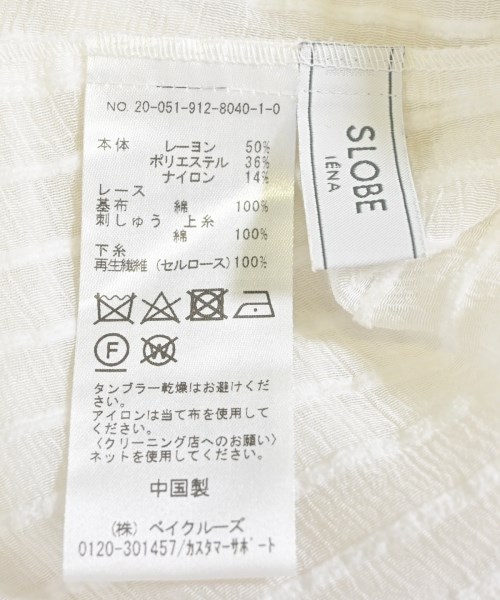 NO. 20-051-912-8040-1-0
本体 レーヨン 50%
ポリエステル 36%
ナイロン 14%
レース
基布 綿 100%
刺しゅう 上糸
綿 100%
下糸
再生繊維(セルロース)100%
F W
タンブラー乾燥はお避けくだ
さい。
アイロンは当て布を使用して
ください。
〈クリーニング店へのお願い〉
ネットを使用してください。
中国製
(株) ベイクルーズ
0120-301457/カスタマーサポート
SLOBE
IÉNA